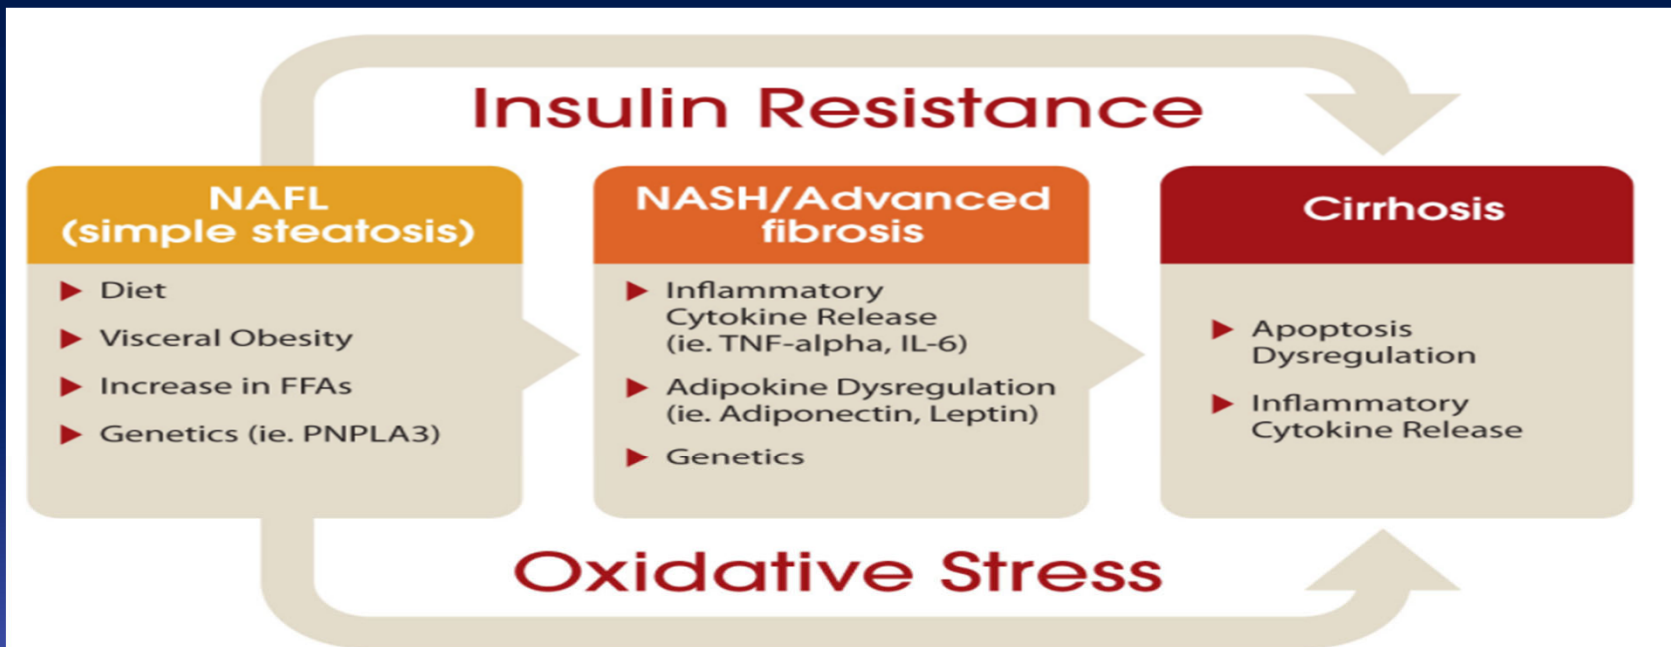 Insulin Resistance
NAFL
(simple steatosis)
Diet
Visceral Obesity
Increase in FFAs
Genetics (ie. PNPLA3)
NASH/Advanced
fibrosis
Inflammatory
Cytokine Release
(ie. TNF-alpha, IL-6)
Adipokine Dysregulation
(ie. Adiponectin, Leptin)
Genetics
Cirrhosis
Apoptosis
Dysregulation
Inflammatory
Cytokine Release
Oxidative Stress